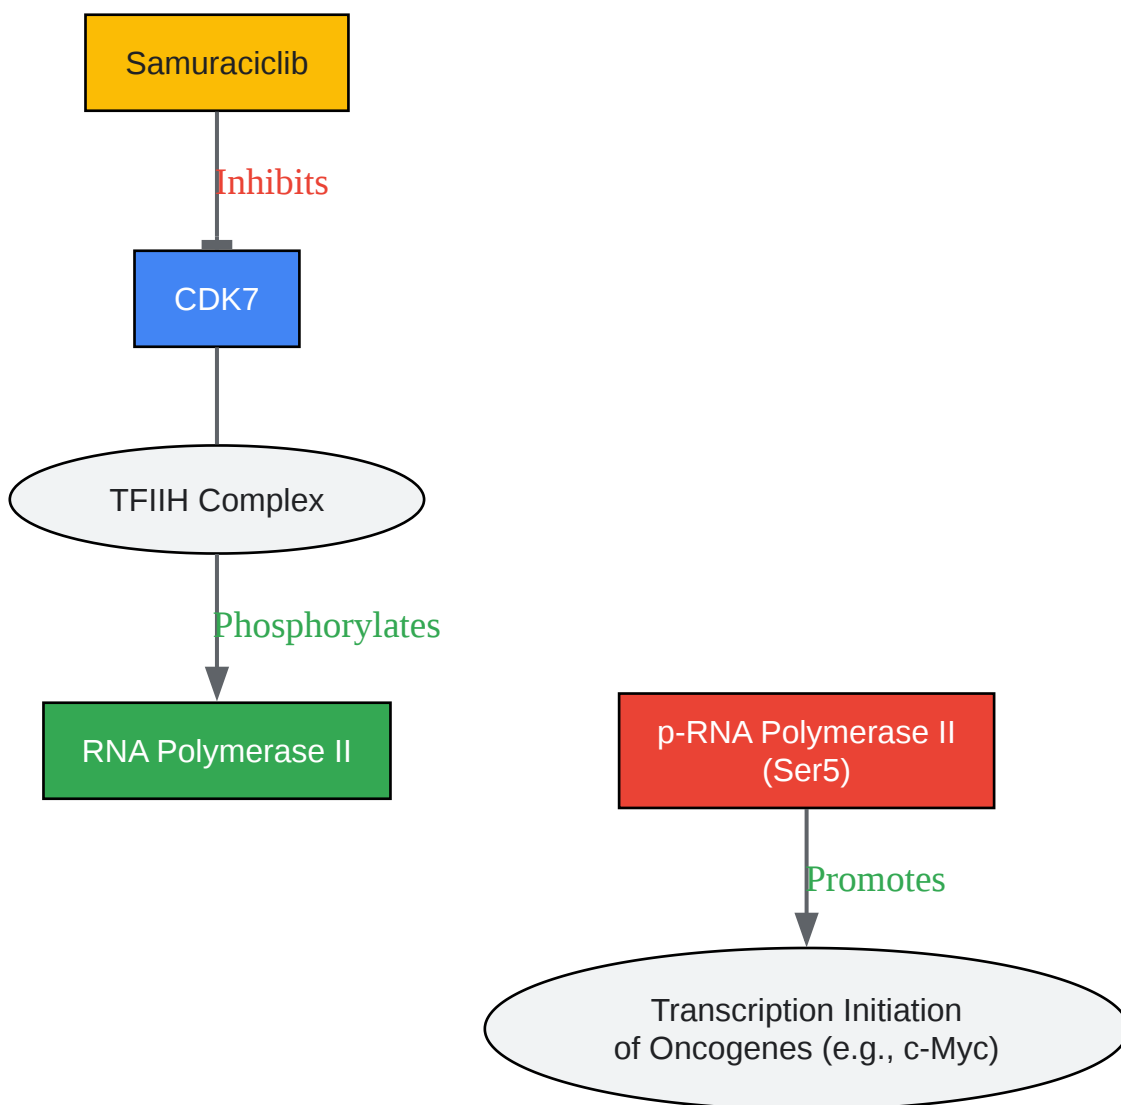 Samuraciclib
Inhibits
CDK7
TFIIH Complex
Phosphorylates
RNA Polymerase II
p-RNA Polymerase II
(Ser5)
Promotes
Transcription Initiation
of Oncogenes (e.g., c-Myc)